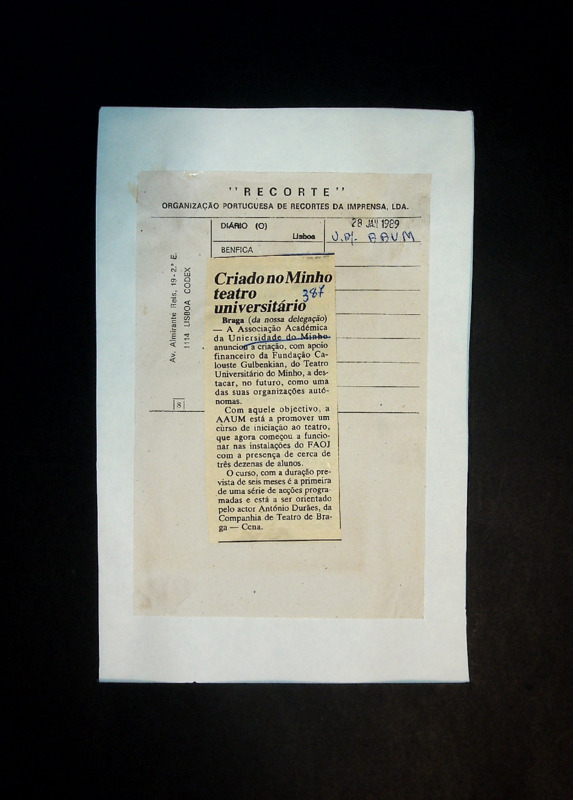 "RECORTE"
ORGANIZAÇÃO PORTUGUESA DE RECORTES DA IMPRENSA, LDA.
DIÁRIO (O)
Lisboa
28 JAN 1989
AAUM
BENFICA
Av. Almirante Reis, 19-2.º E.
1114 LISBOA CODEX
8
Criado no Minho
teatro
universitário
387
Braga (da nossa delegação)
— A Associação Académica
da Uniersidade do Minho
anunciou a criação, com apoio
financeiro da Fundação Ca-
louste Gulbenkian, do Teatro
Universitário do Minho, a des-
tacar, no futuro, como uma
das suas organizações autó-
nomas.
Com aquele objectivo, a
AAUM está a promover um
curso de iniciação ao teatro,
que agora começou a funcio-
nar nas instalações do FAOJ
com a presença de cerca de
três dezenas de alunos.
O curso, com a duração pre-
vista de seis meses é a primeira
de uma série de acções progra-
madas e está a ser orientado
pelo actor António Durães, da
Companhia de Teatro de Bra-
ga — Cena.